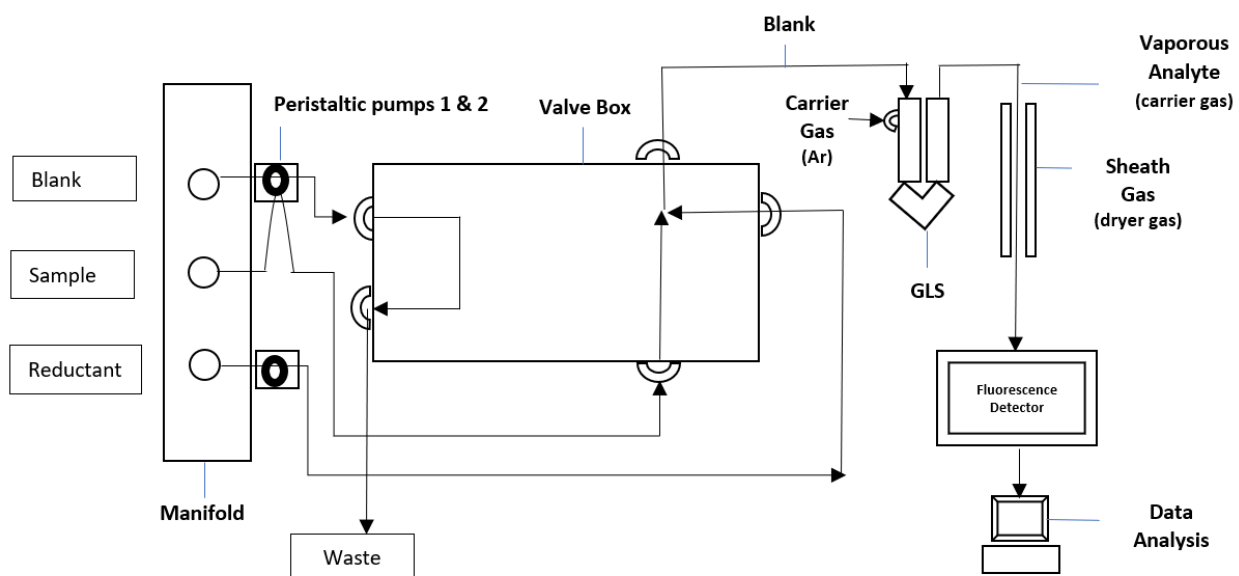 Blank
Vaporous
Analyte
(carrier gas)
Peristaltic pumps 1 & 2
Valve Box
Carrier
Gas
(Ar)
Blank
Sheath
Gas
(dryer gas)
Sample
GLS
Reductant
Fluorescence
Detector
Manifold
Data
Analysis
Waste